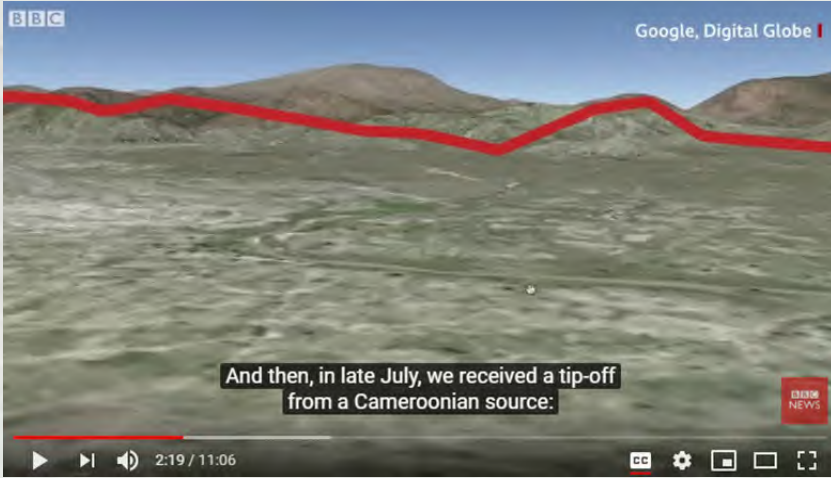 BBC
Google, Digital Globe
And then, in late July, we received a tip-off
from a Cameroonian source:
BBC
NEWS
2:19 / 11:06
CC